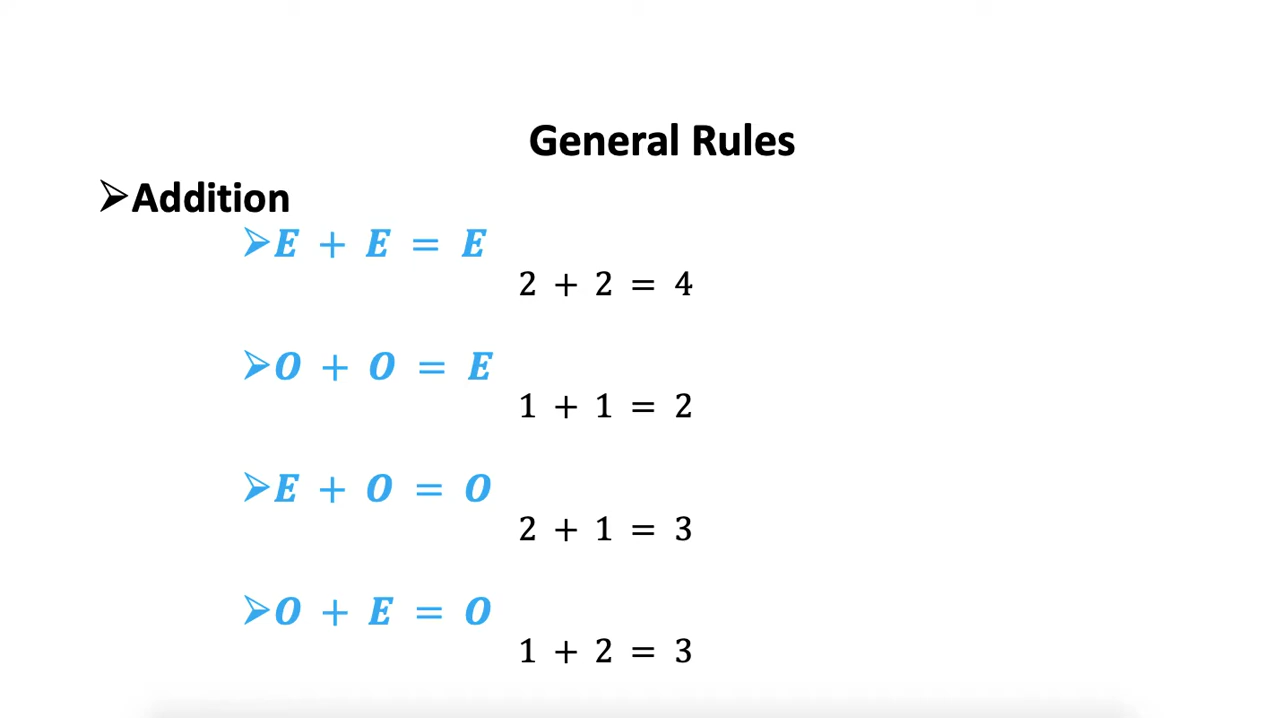 General Rules
➢Addition
➢E + E = E
2 + 2 = 4
➢O + O = E
1 + 1 = 2
➢E + O = O
2 + 1 = 3
➢O + E = O
1 + 2 = 3